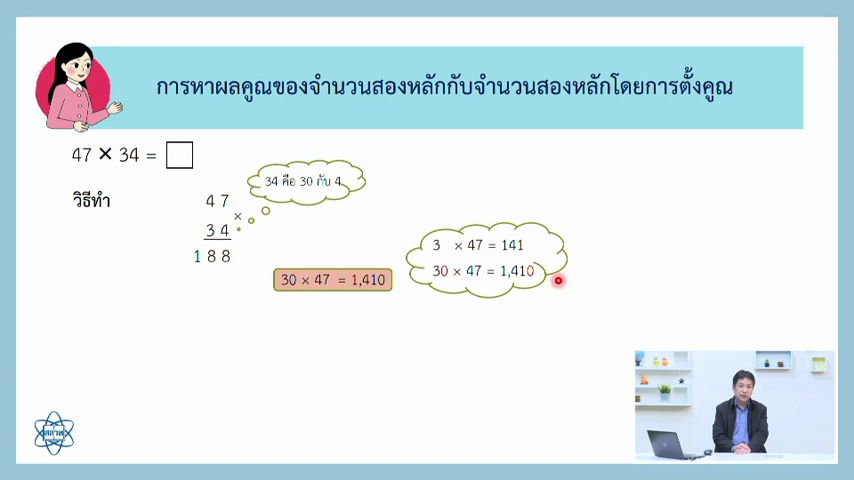 การหาผลคูณของจำนวนสองหลักกับจำนวนสองหลักโดยการตั้งคูณ
47 × 34 =
34 คือ 30 กับ 4
วิธีทำ
4 7
×
3 4
1 8 8
3 × 47 = 141
30 × 47 = 1,410
30 × 47 = 1,410
สสวท